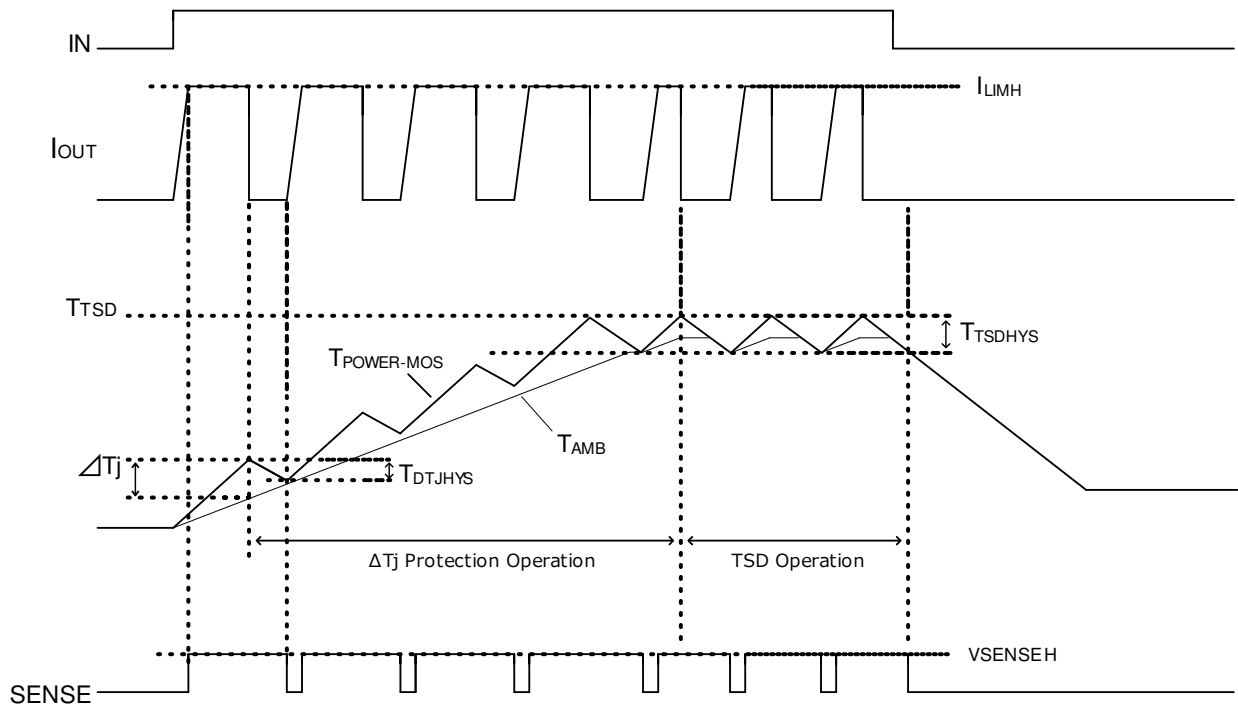 IN
ILIMH
IOUT
TTSD
TTSDHYS
TPOWER-MOS
TAMB
⊿Tj
TDTJHYS
ΔTj Protection Operation
TSD Operation
VSENSEH
SENSE